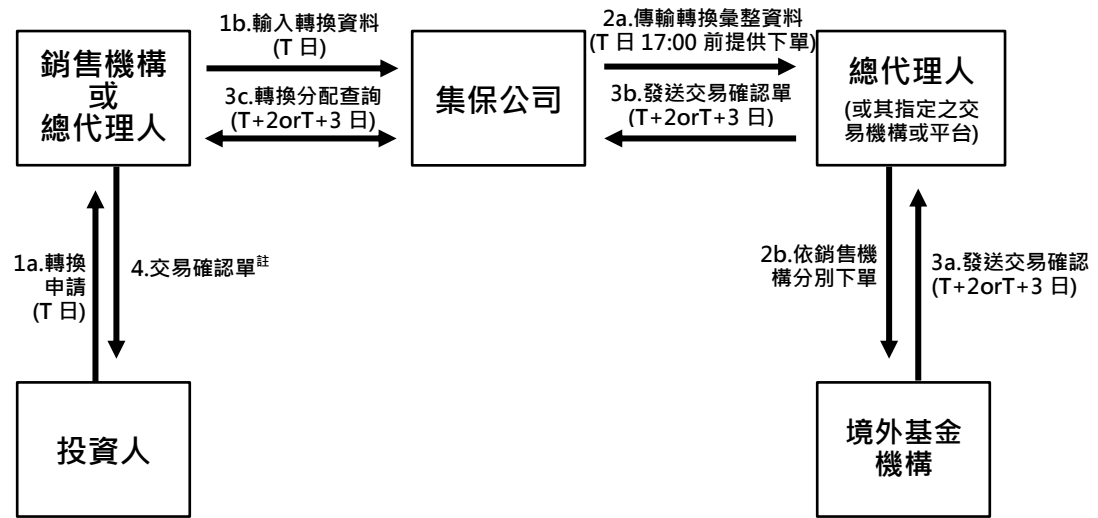 銷售機構
或
總代理人
1b.輸入轉換資料
(T 日)
3c.轉換分配查詢
(T+2orT+3 日)
集保公司
2a.傳輸轉換彙整資料
(T 日 17:00 前提供下單)
3b.發送交易確認單
(T+2orT+3 日)
總代理人
(或其指定之交
易機構或平台)
1a.轉換
申請
(T 日)
4.交易確認單註
2b.依銷售機
構分別下單
3a.發送交易確認
(T+2orT+3 日)
投資人
境外基金
機構